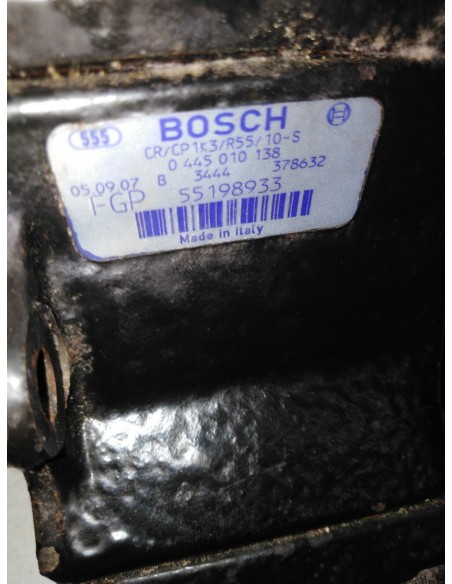 555 BOSCH
CR/CP1K3/R55/10-S
0 445 010 138
05.09.07 B 3444 378632
FGP 55198933
Made in Italy